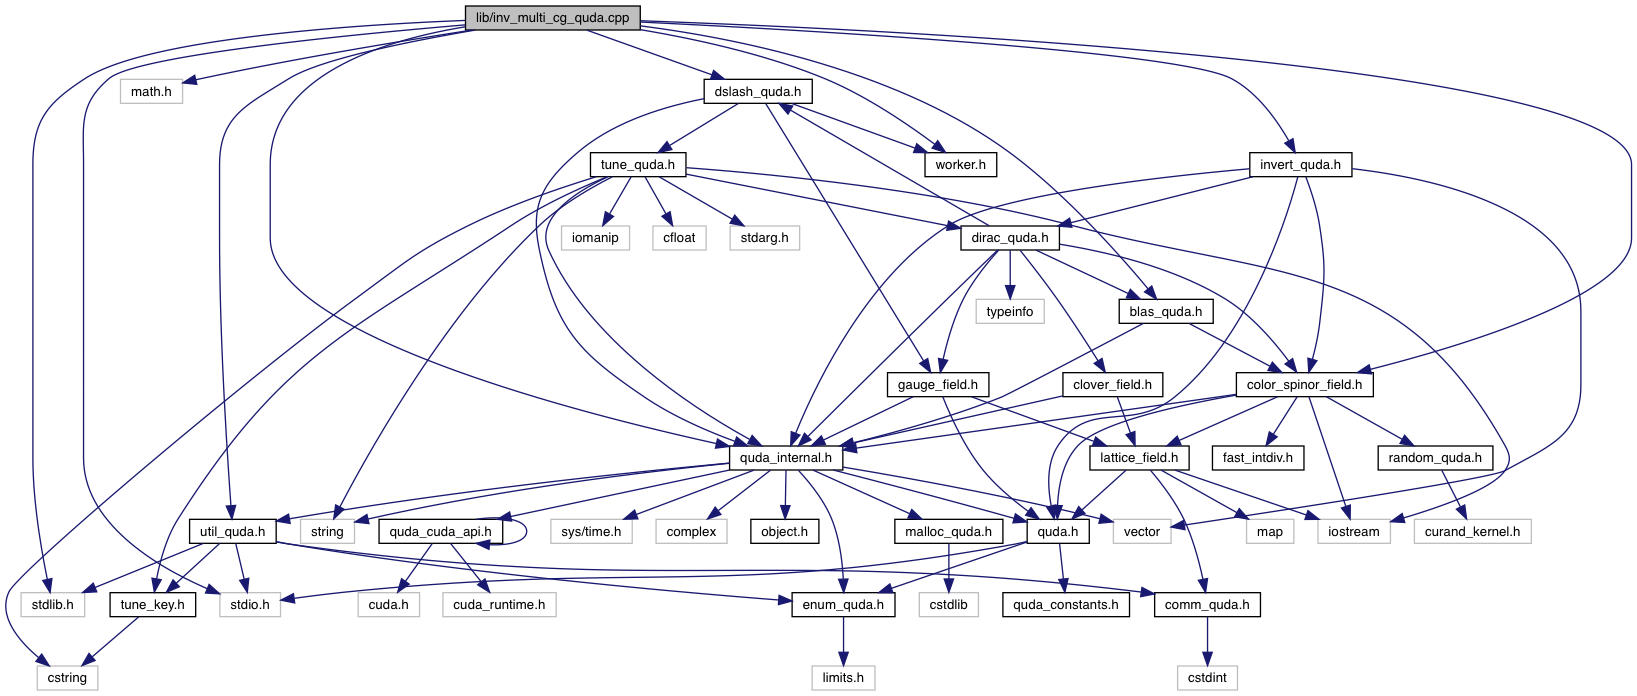 lib/inv_multi_cg_quda.cpp
math.h
dslash_quda.h
tune_quda.h
worker.h
invert_quda.h
iomanip
cfloat
stdarg.h
dirac_quda.h
typeinfo
blas_quda.h
gauge_field.h
clover_field.h
color_spinor_field.h
quda_internal.h
lattice_field.h
fast_intdiv.h
random_quda.h
util_quda.h
string
quda_cuda_api.h
sys/time.h
complex
object.h
malloc_quda.h
quda.h
vector
map
iostream
curand_kernel.h
stdlib.h
tune_key.h
stdio.h
cuda.h
cuda_runtime.h
enum_quda.h
cstdlib
quda_constants.h
comm_quda.h
cstring
limits.h
cstdint